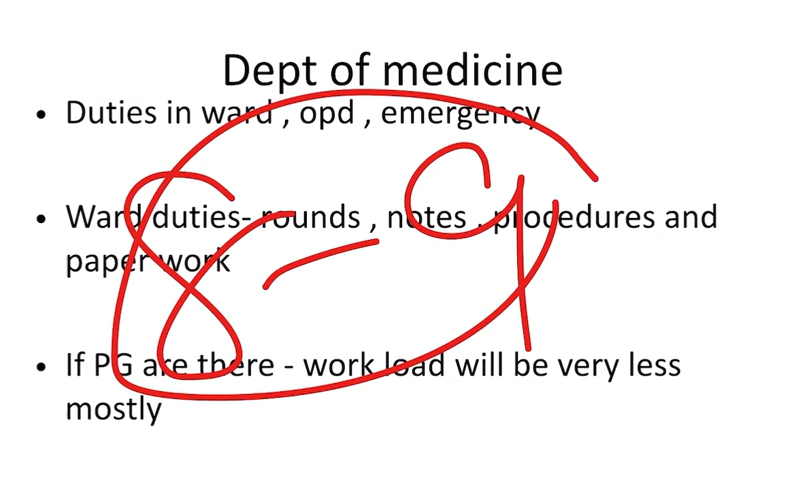 Dept of medicine
• Duties in ward , opd , emergency
• Ward duties- rounds , notes , procedures and
paper work
8 – 9
• If PG are there - work load will be very less
mostly